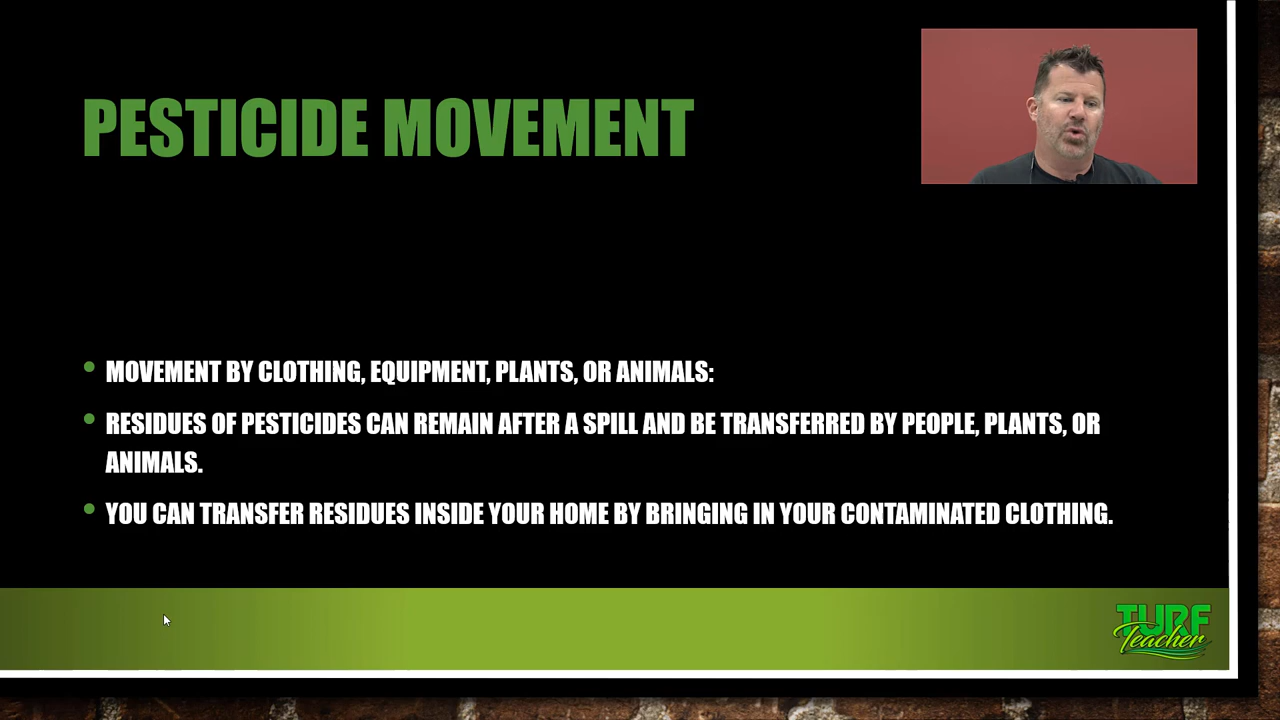 PESTICIDE MOVEMENT
MOVEMENT BY CLOTHING, EQUIPMENT, PLANTS, OR ANIMALS:
RESIDUES OF PESTICIDES CAN REMAIN AFTER A SPILL AND BE TRANSFERRED BY PEOPLE, PLANTS, OR
ANIMALS.
YOU CAN TRANSFER RESIDUES INSIDE YOUR HOME BY BRINGING IN YOUR CONTAMINATED CLOTHING.
TURF
Teacher